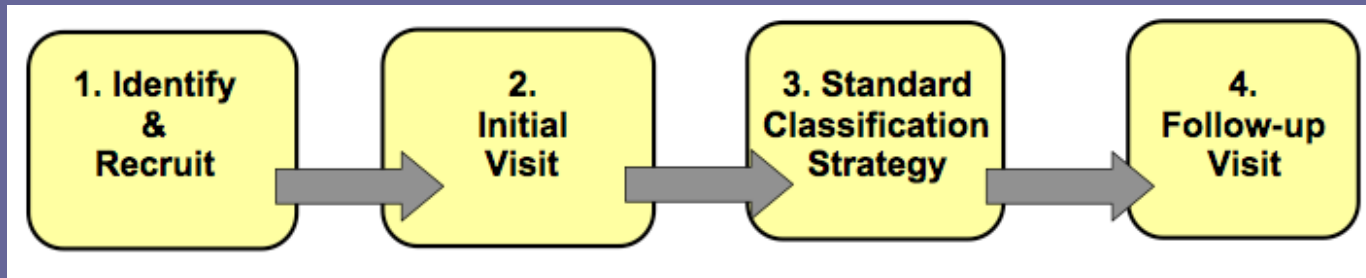 1. Identify
&
Recruit
2.
Initial
Visit
3. Standard
Classification
Strategy
4.
Follow-up
Visit